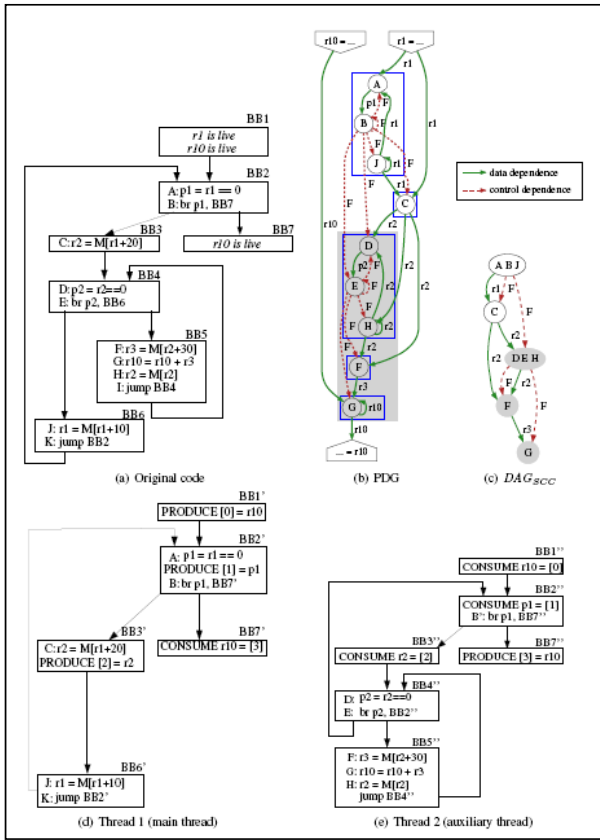 BB1
r1 is live
r10 is live
BB2
A: p1 = r1 == 0
B: br p1, BB7
BB3
C: r2 = M[r1+20]
BB7
r10 is live
BB4
D: p2 = r2==0
E: br p2, BB6
BB5
F: r3 = M[r2+30]
G: r10 = r10 + r3
H: r2 = M[r2]
I: jump BB4
BB6
J: r1 = M[r1+10]
K: jump BB2
(a) Original code
r10 = ...
r1 = ...
r1
A
p1
F
B
F
r1
r1
F
J
r1
F
F
r1
C
F
r10
D
p2
F
E
F
r2
r2
r2
F
H
r2
F
F
r2
F
r3
G
r10
r10
... = r10
(b) PDG
data dependence
control dependence
A B J
r1
F
C
F
r2
D E H
r2
F
r2
F
F
r3
G
(c) DAG_SCC
BB1'
PRODUCE [0] = r10
BB2'
A: p1 = r1 == 0
PRODUCE [1] = p1
B: br p1, BB7'
BB3'
C: r2 = M[r1+20]
PRODUCE [2] = r2
BB7'
CONSUME r10 = [3]
BB6'
J: r1 = M[r1+10]
K: jump BB2'
(d) Thread 1 (main thread)
BB1''
CONSUME r10 = [0]
BB2''
CONSUME p1 = [1]
B': br p1, BB7''
BB3''
CONSUME r2 = [2]
BB7''
PRODUCE [3] = r10
BB4''
D: p2 = r2==0
E: br p2, BB2''
BB5''
F: r3 = M[r2+30]
G: r10 = r10 + r3
H: r2 = M[r2]
jump BB4''
(e) Thread 2 (auxiliary thread)